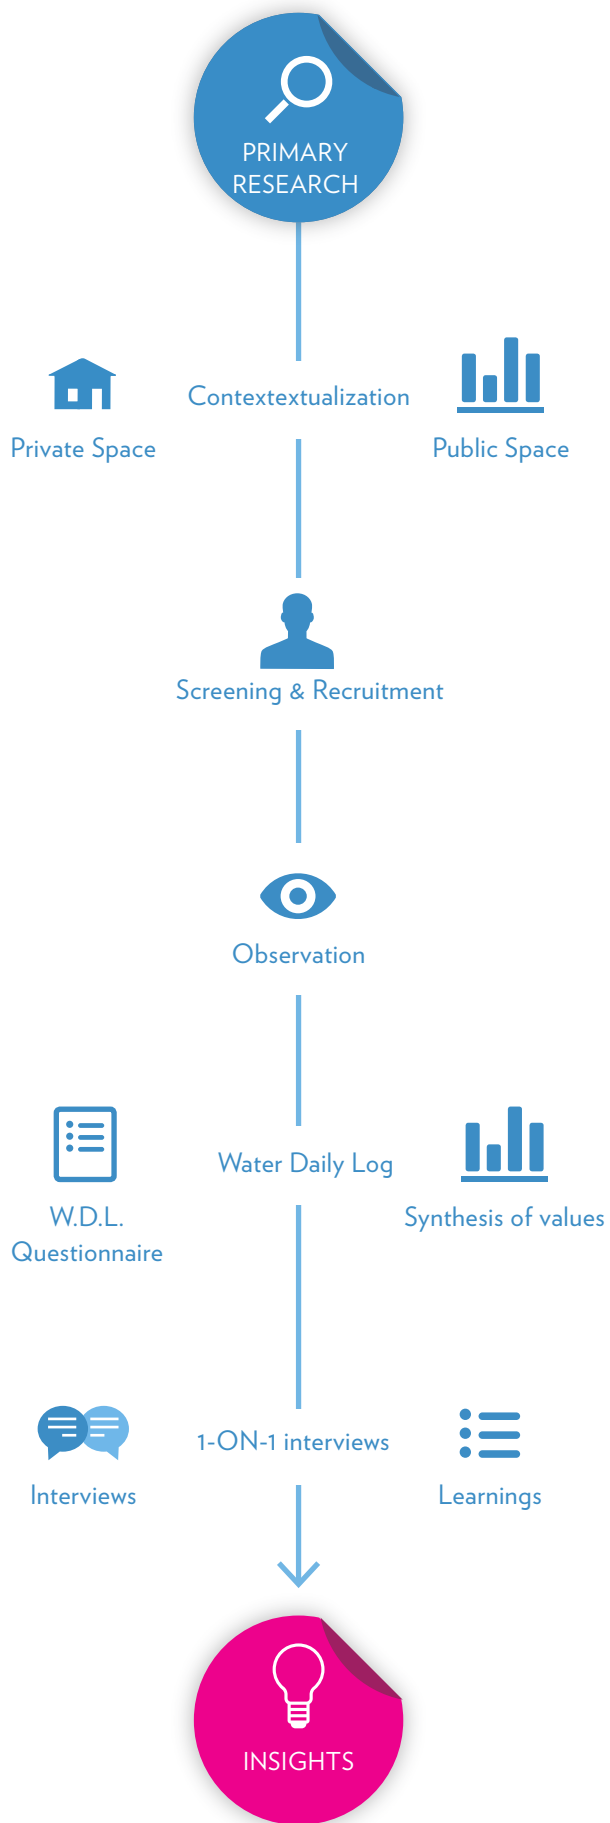 PRIMARY
RESEARCH
Contextextualization
Private Space
Public Space
Screening & Recruitment
Observation
Water Daily Log
W.D.L.
Questionnaire
Synthesis of values
1-ON-1 interviews
Interviews
Learnings
INSIGHTS